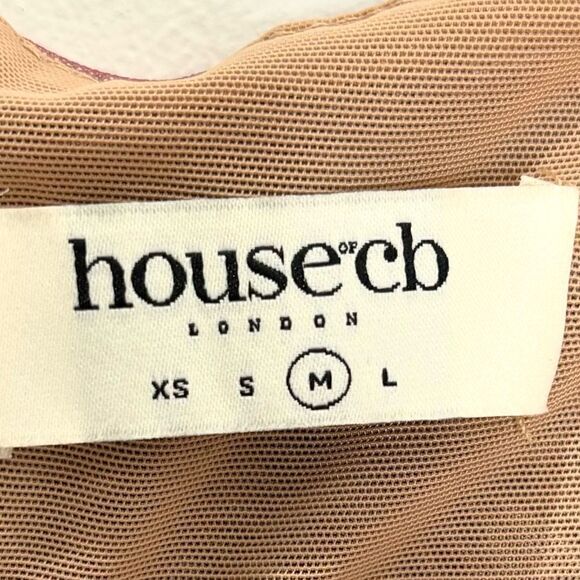 house OF cb
LONDON
XS S M L